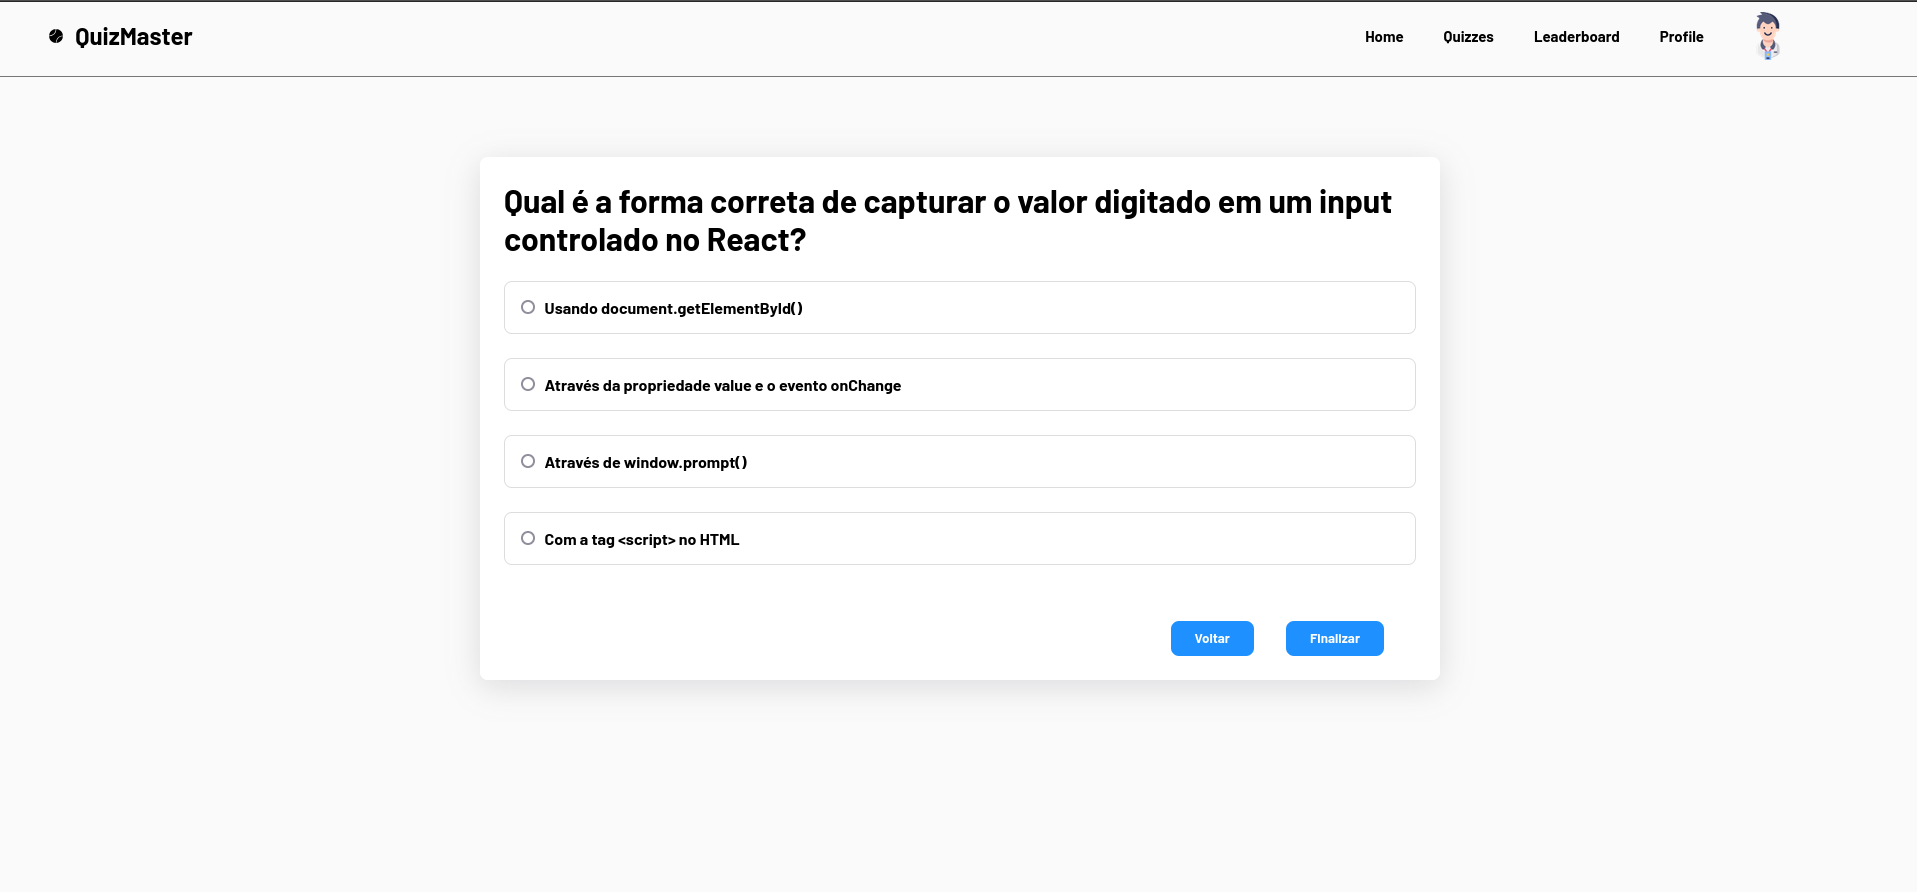 QuizMaster
Home Quizzes Leaderboard Profile
Qual é a forma correta de capturar o valor digitado em um input
controlado no React?
Usando document.getElementById()
Através da propriedade value e o evento onChange
Através de window.prompt()
Com a tag <script> no HTML
Voltar Finalizar